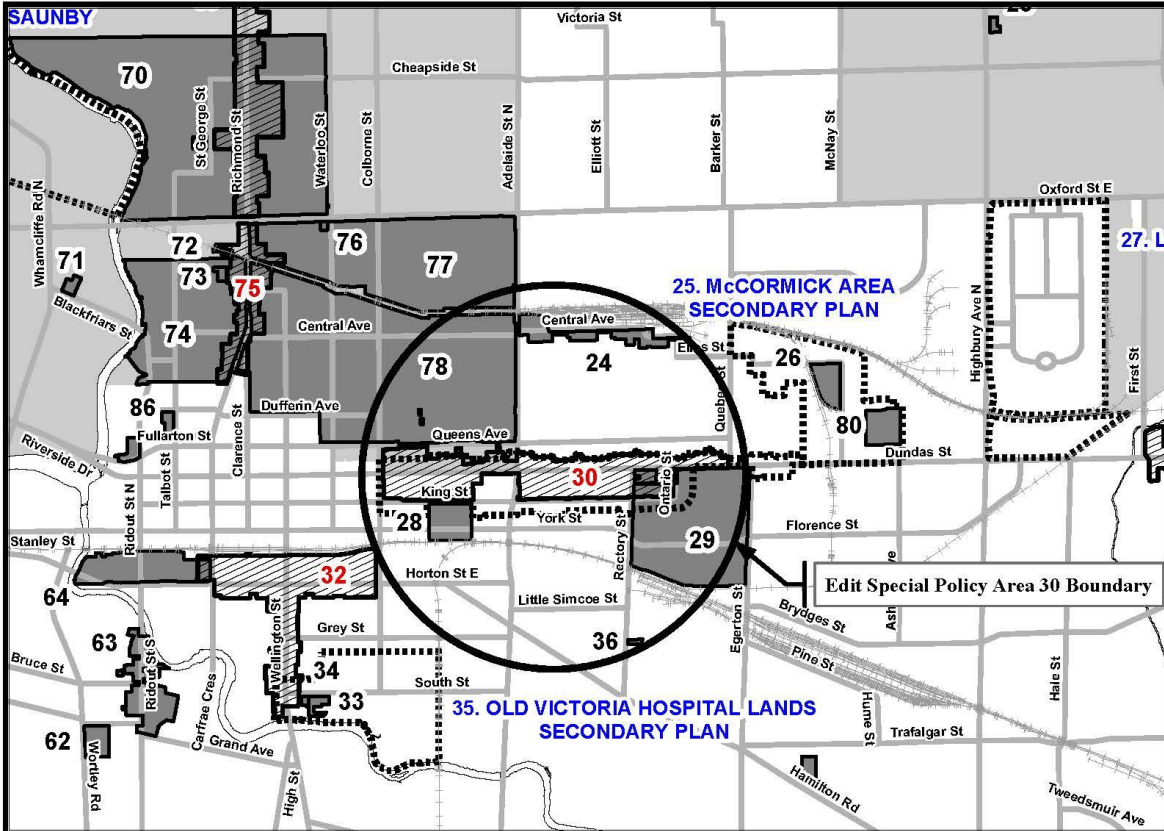 SAUNBY
Victoria St
70
Cheapside St
St George St
Richmond St
Waterloo St
Colborne St
Adelaide St N
Elliott St
Barker St
McNay St
Oxford St E
Wharncliffe Rd N
72
76
77
71
73
75
27. L
25. McCORMICK AREA
SECONDARY PLAN
Highbury Ave N
First St
Blackfriars St
74
Central Ave
Central Ave
Elias St
78
24
26
Quebec St
86
Dufferin Ave
80
Fullarton St
Clarence St
Queens Ave
Riverside Dr
Talbot St
Dundas St
30
King St
Ontario St
Ridout St N
28
York St
Rectory St
Florence St
Stanley St
29
32
Horton St E
Edit Special Policy Area 30 Boundary
64
Little Simcoe St
Egerton St
Brydges St
63
Wellington St
Grey St
36
Pine St
Hale St
Bruce St
Ridout St S
34
South St
33
Carfrae Cres
35. OLD VICTORIA HOSPITAL LANDS
SECONDARY PLAN
Hume St
Trafalgar St
62
Wortley Rd
Grand Ave
High St
Hamilton Rd
Tweedsmuir Ave